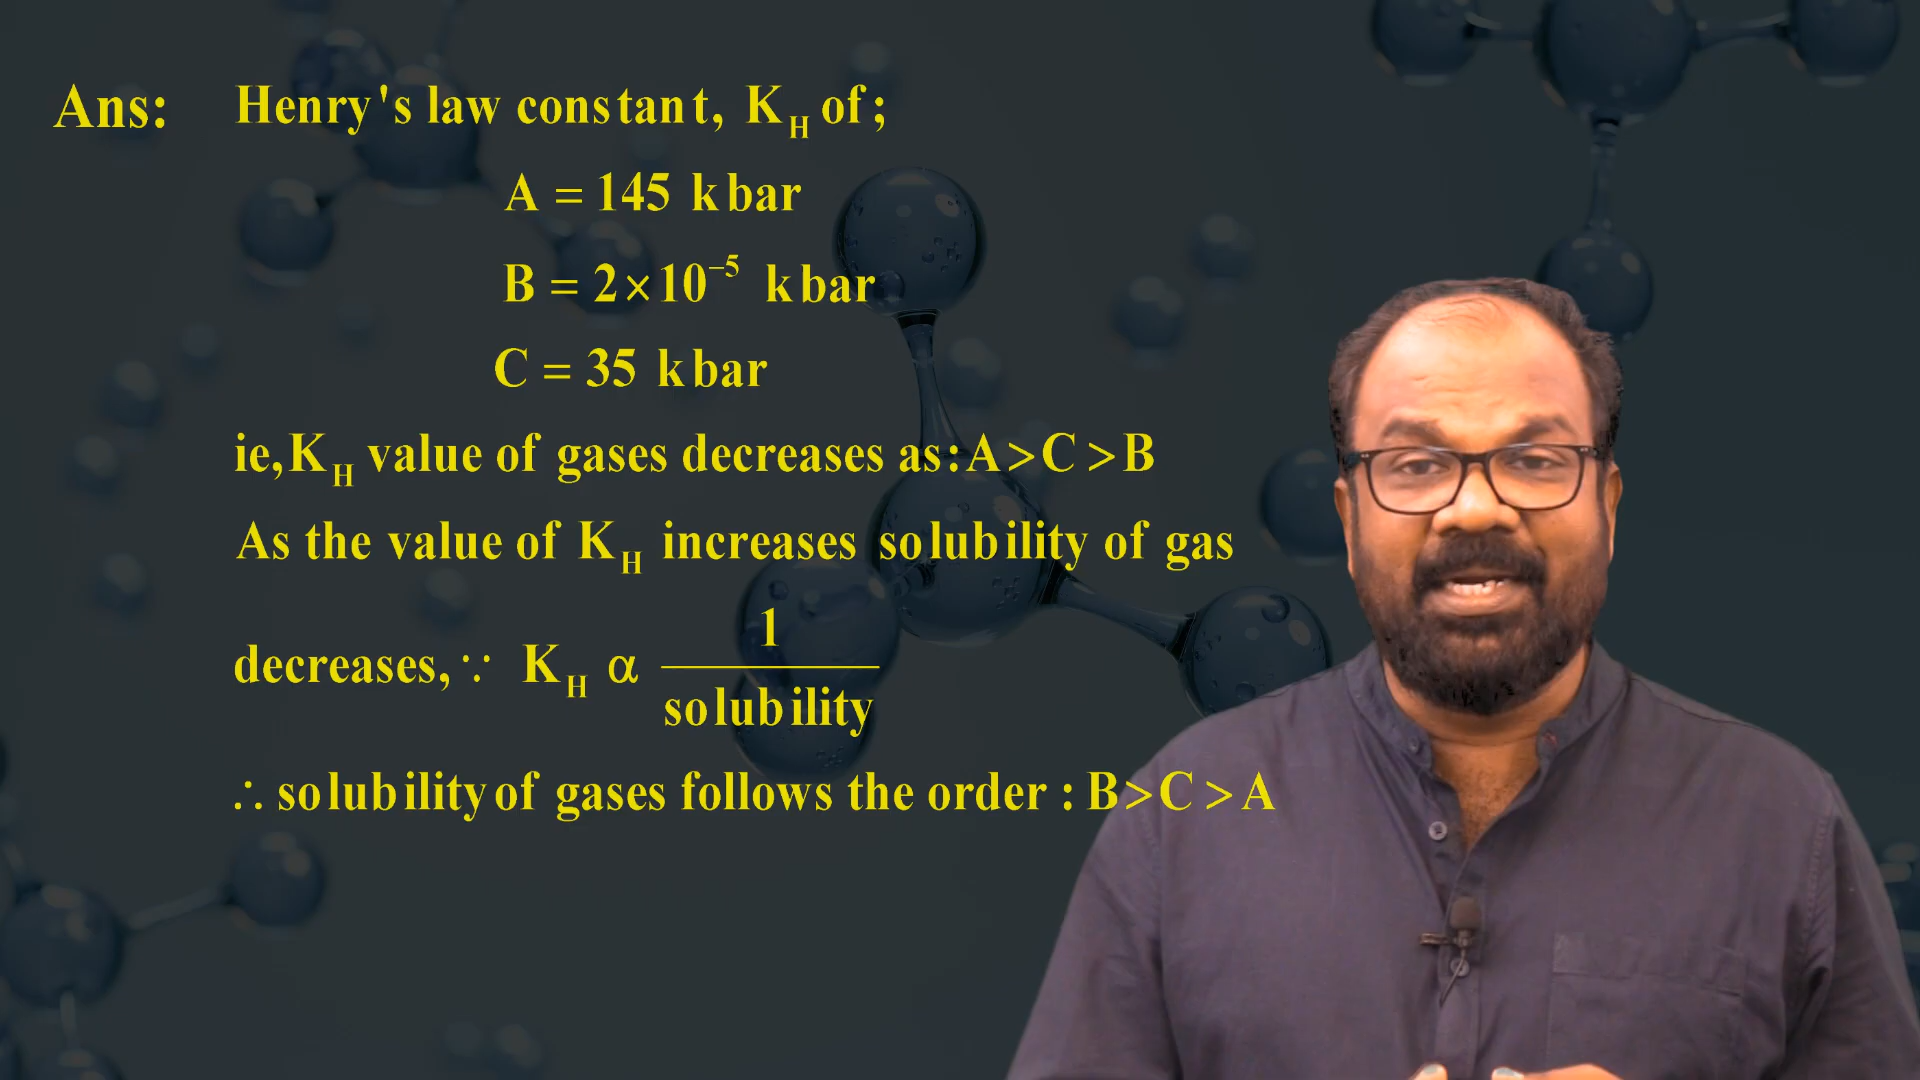 Ans: Henry's law constant, K_H of;
A = 145 k bar
B = 2×10⁻⁵ k bar
C = 35 k bar
ie, K_H value of gases decreases as: A > C > B
As the value of K_H increases solubility of gas
decreases, ∵ K_H α 1/solubility
∴ solubility of gases follows the order : B > C > A